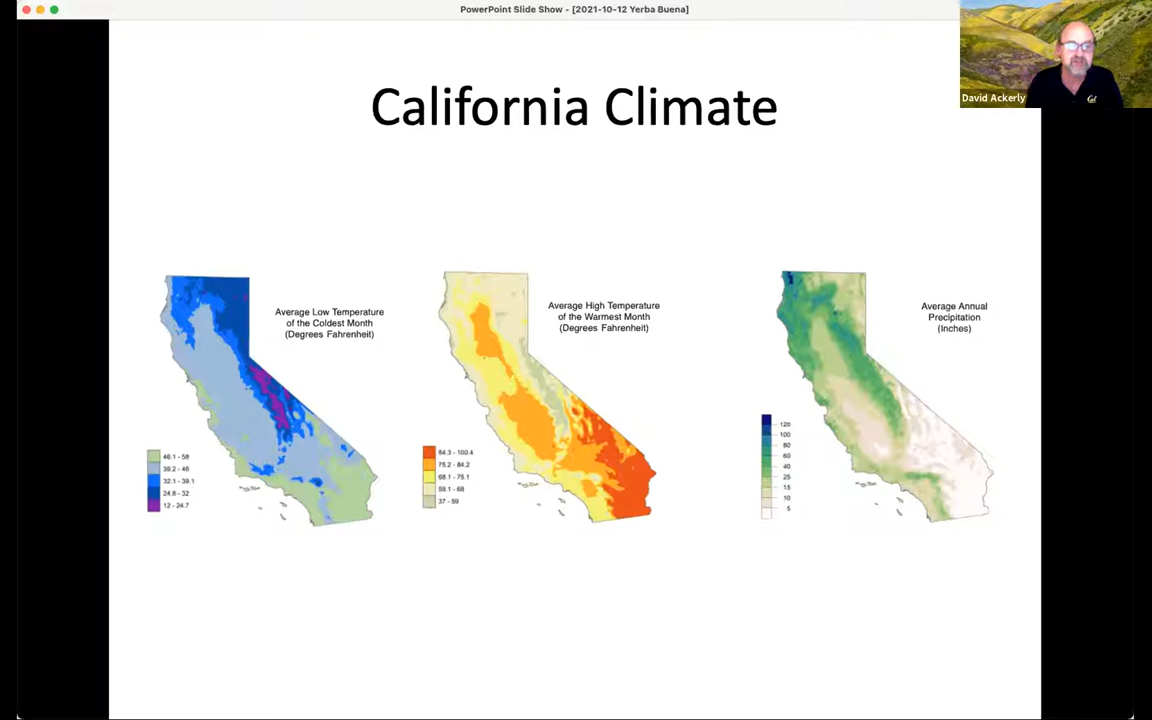 PowerPoint Slide Show - [2021-10-12 Yerba Buena]
David Ackerly
Cal
California Climate
Average Low Temperature
of the Coldest Month
(Degrees Fahrenheit)
46.1 - 58
39.2 - 46
32.1 - 39.1
24.8 - 32
12 - 24.7
Average High Temperature
of the Warmest Month
(Degrees Fahrenheit)
84.3 - 100.4
75.2 - 84.2
68.1 - 75.1
59.1 - 68
37 - 59
Average Annual
Precipitation
(Inches)
120
100
80
60
40
25
15
10
5